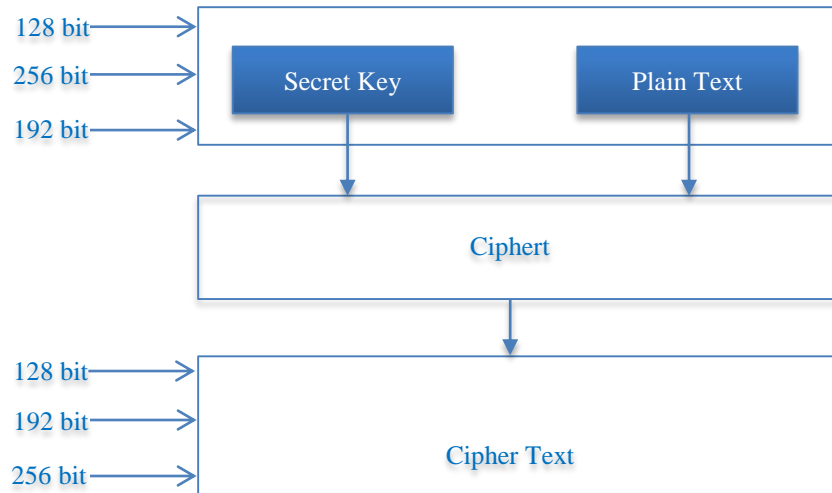 128 bit
256 bit
192 bit
Secret Key
Plain Text
Ciphert
128 bit
192 bit
256 bit
Cipher Text